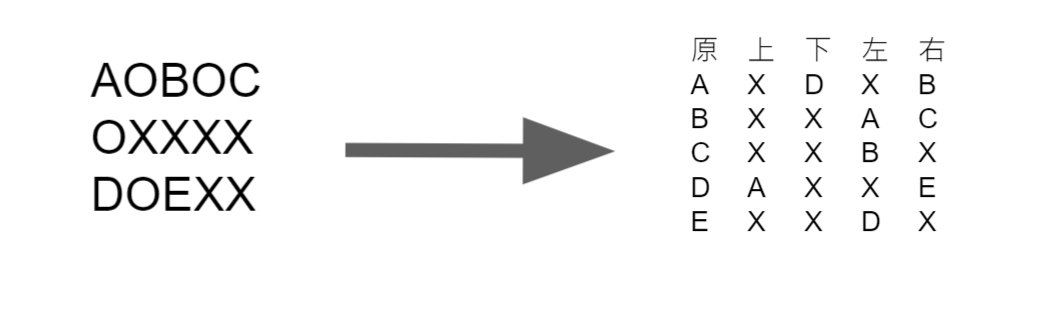 AOBOC
OXXXX
DOEXX
原 上 下 左 右
A X D X B
B X X A C
C X X B X
D A X X E
E X X D X